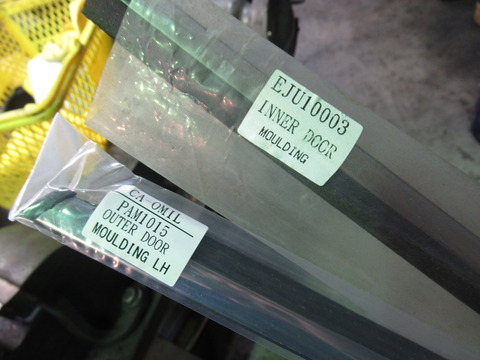 EJU10003
INNER DOOR
MOULDING
CA OMIL
PAM1015
OUTER DOOR
MOULDING LH